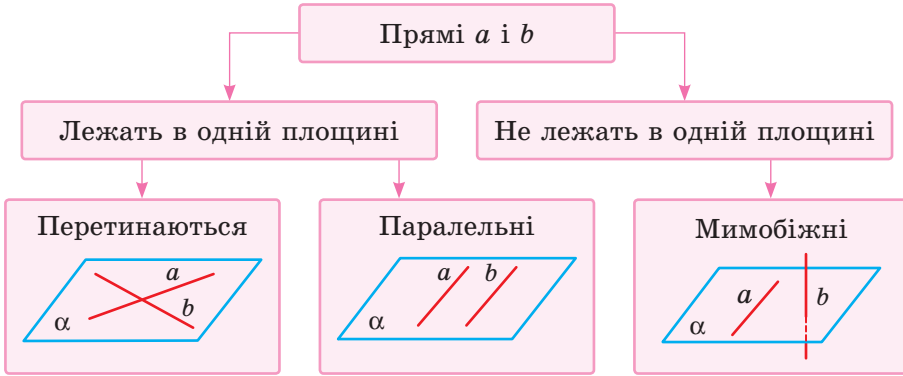 Прямі a і b
Лежать в одній площині
Не лежать в одній площині
Перетинаються
a
b
α
Паралельні
a b
α
Мимобіжні
a
b
α